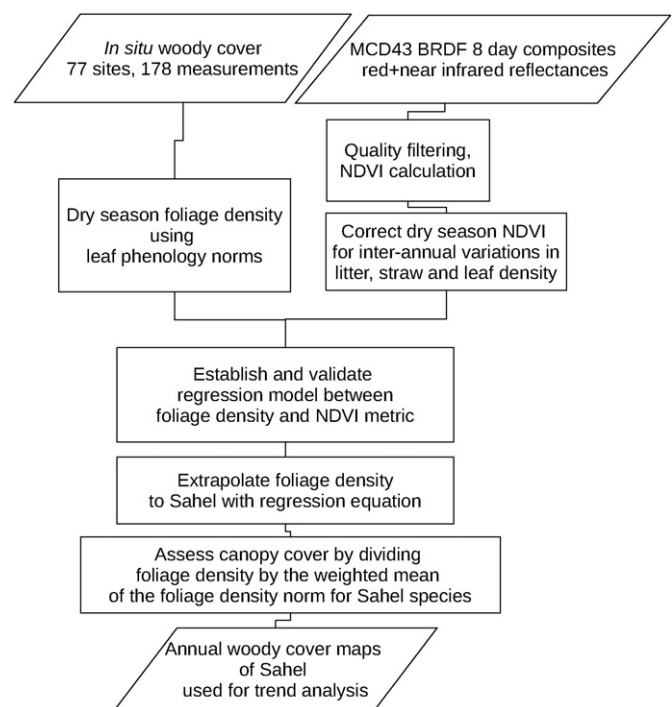 In situ woody cover
77 sites, 178 measurements
MCD43 BRDF 8 day composites
red+near infrared reflectances
Quality filtering,
NDVI calculation
Dry season foliage density
using
leaf phenology norms
Correct dry season NDVI
for inter-annual variations in
litter, straw and leaf density
Establish and validate
regression model between
foliage density and NDVI metric
Extrapolate foliage density
to Sahel with regression equation
Assess canopy cover by dividing
foliage density by the weighted mean
of the foliage density norm for Sahel species
Annual woody cover maps
of Sahel
used for trend analysis